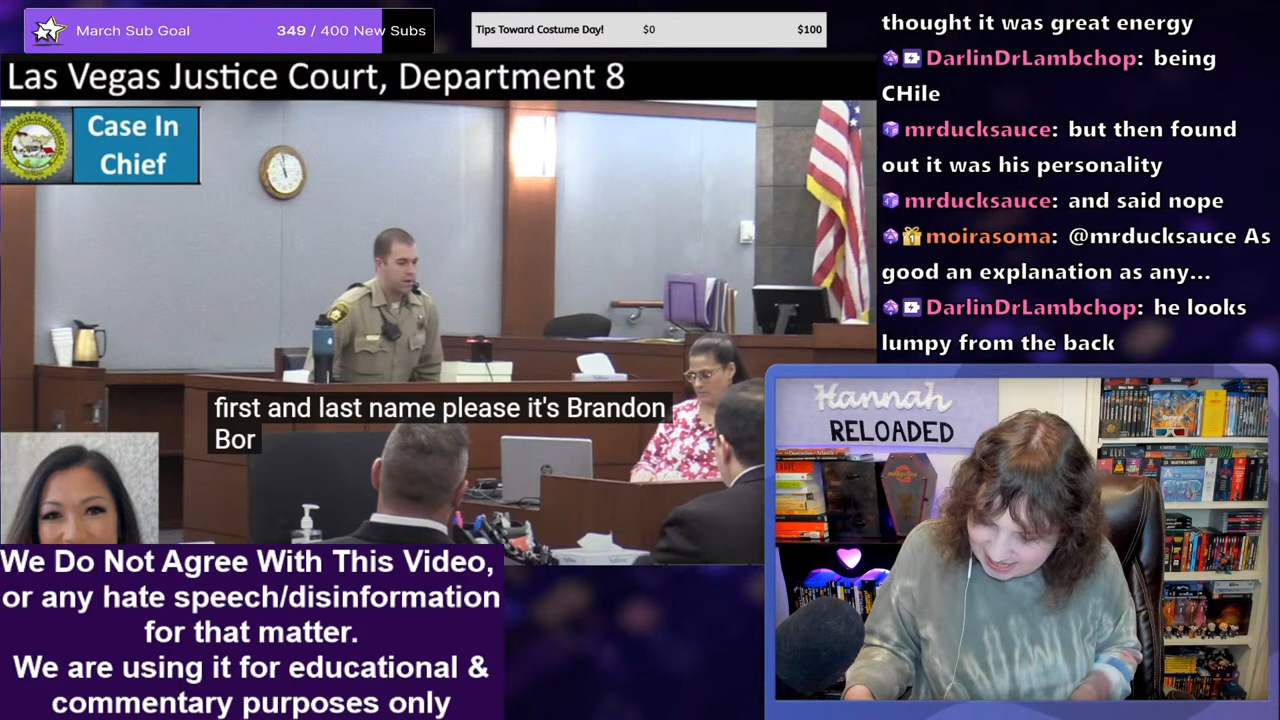 March Sub Goal
349 / 400 New Subs
Tips Toward Costume Day!
$0
$100
Las Vegas Justice Court, Department 8
Case In
Chief
first and last name please it's Brandon
Bor
We Do Not Agree With This Video,
or any hate speech/disinformation
for that matter.
We are using it for educational &
commentary purposes only
thought it was great energy
DarlinDrLambchop: being
CHile
mrducksauce: but then found
out it was his personality
mrducksauce: and said nope
moirasoma: @mrducksauce As
good an explanation as any...
DarlinDrLambchop: he looks
lumpy from the back
Hannah
RELOADED